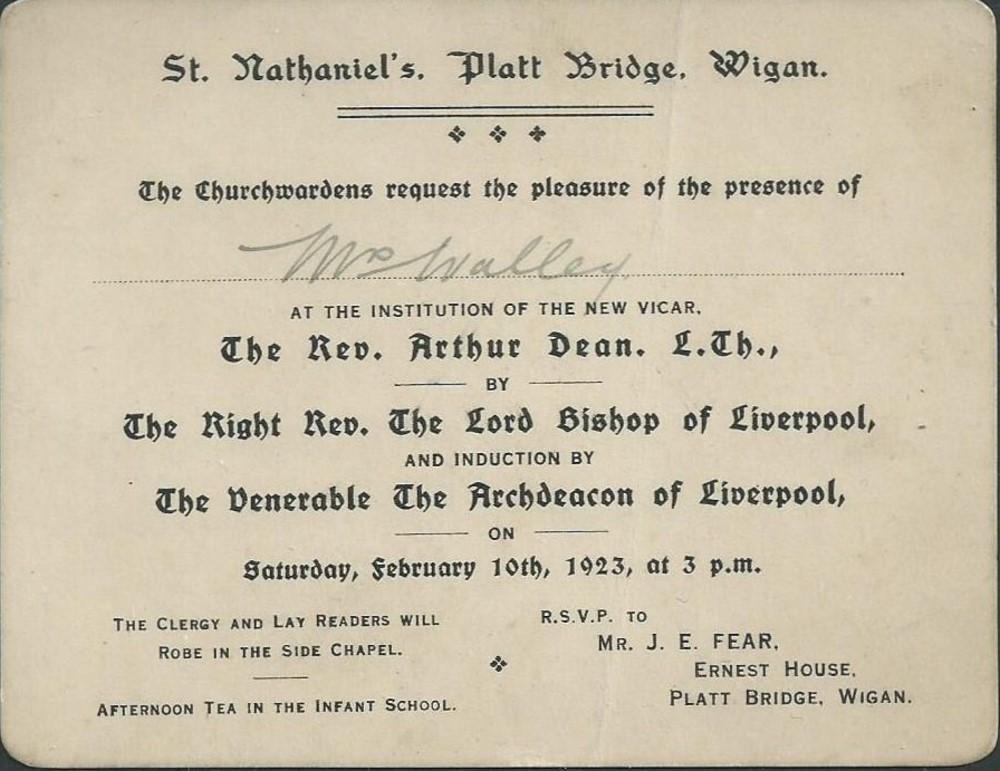 St. Nathaniel's. Platt Bridge, Wigan.
The Churchwardens request the pleasure of the presence of
Mrs Walley
AT THE INSTITUTION OF THE NEW VICAR,
The Rev. Arthur Dean. L.Th.,
BY
The Right Rev. The Lord Bishop of Liverpool,
AND INDUCTION BY
The Venerable The Archdeacon of Liverpool,
ON
Saturday, February 10th, 1923, at 3 p.m.
THE CLERGY AND LAY READERS WILL
ROBE IN THE SIDE CHAPEL.
AFTERNOON TEA IN THE INFANT SCHOOL.
R.S.V.P. TO
MR. J. E. FEAR,
ERNEST HOUSE,
PLATT BRIDGE, WIGAN.